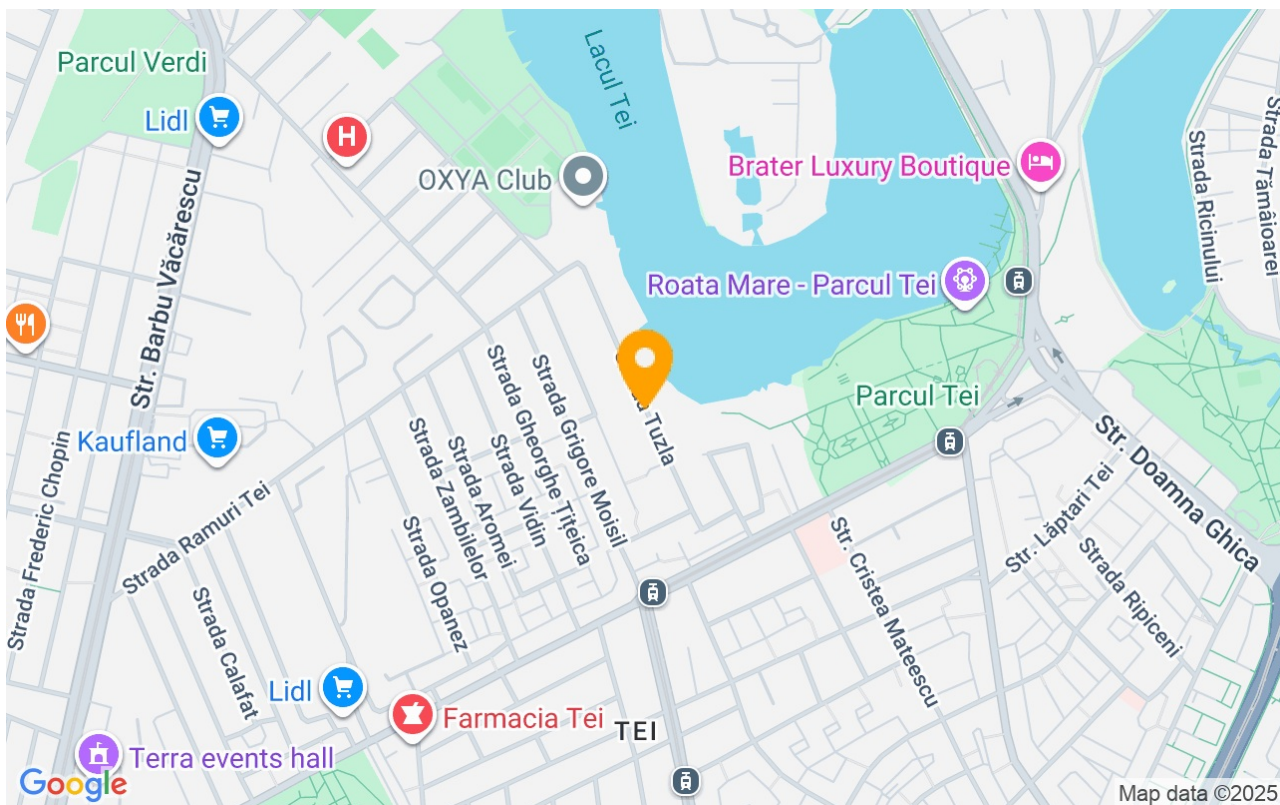 Parcul Verdi
Lidl
H
Lacul Tei
OXYA Club
Brater Luxury Boutique
Strada Ricinului
Strada Tămâioarei
Str. Barbu Văcărescu
Roata Mare - Parcul Tei
Parcul Tei
Kaufland
Strada Frederic Chopin
Strada Ramuri Tei
Strada Zambilelor
Strada Aromei
Strada Vidin
Strada Gheorghe Țițeica
Strada Grigore Moisil
Tuzla
Str. Doamna Ghica
Str. Lăptari Tei
Strada Ripiceni
Str. Cristea Mateescu
Strada Opanez
Strada Calafat
Lidl
Farmacia Tei
TEI
Terra events hall
Google
Map data ©2025